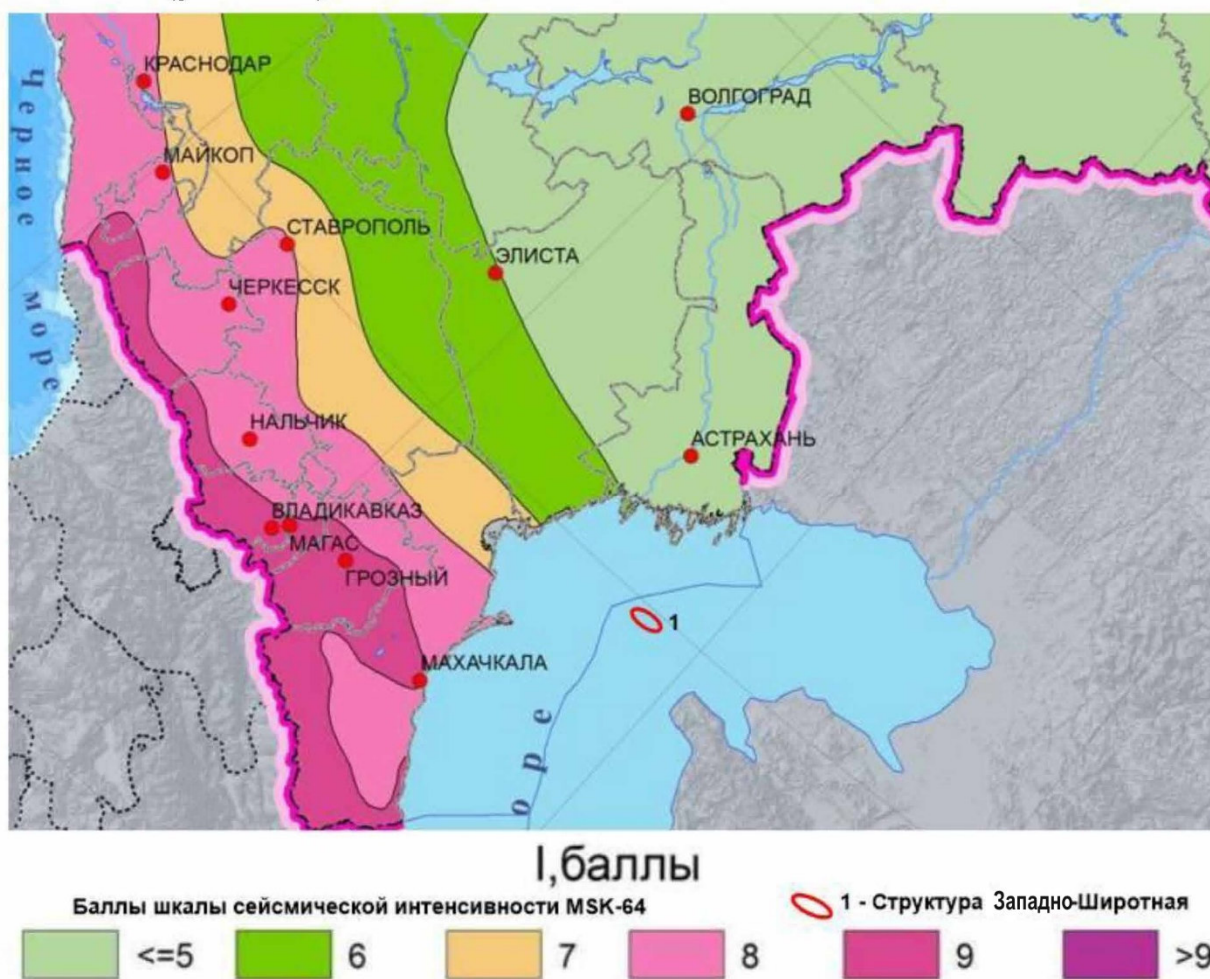 КРАСНОДАР
ВОЛГОГРАД
Черное море
МАЙКОП
СТАВРОПОЛЬ
ЭЛИСТА
ЧЕРКЕССК
НАЛЬЧИК
АСТРАХАНЬ
ВЛАДИКАВКАЗ
МАГАС
ГРОЗНЫЙ
1
МАХАЧКАЛА
оре
I,баллы
Баллы шкалы сейсмической интенсивности MSK-64
1 - Структура Западно-Широтная
<=5 6 7 8 9 >9